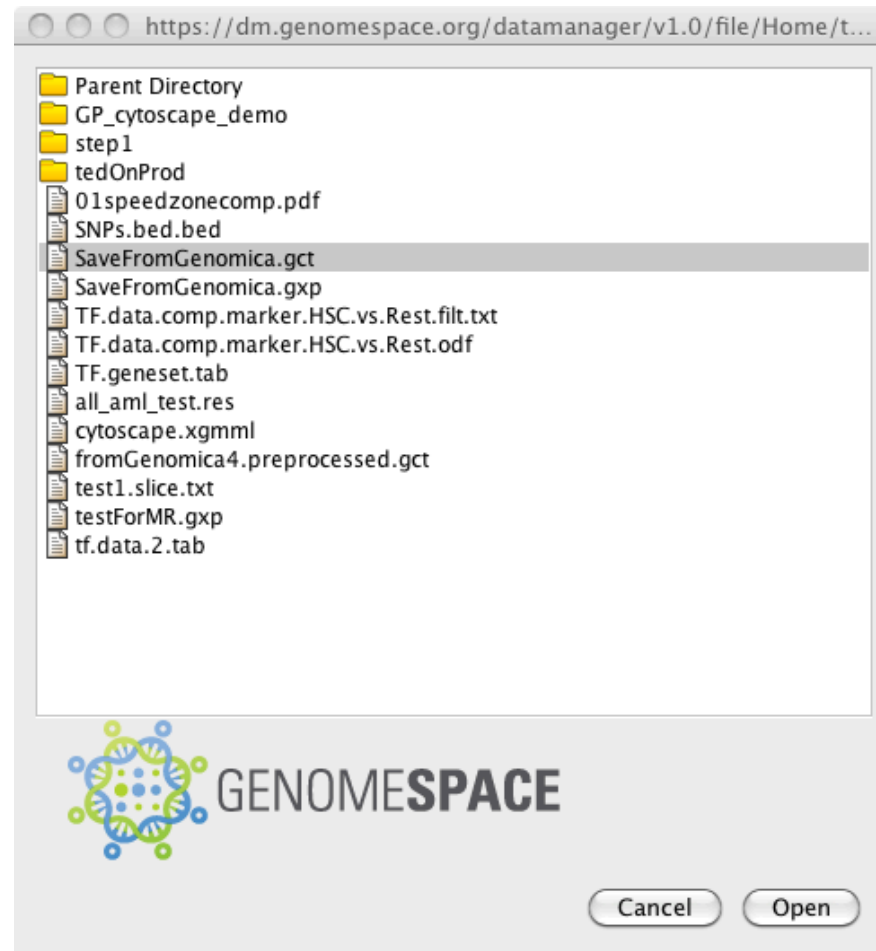 https://dm.genomespace.org/datamanager/v1.0/file/Home/t...
Parent Directory
GP_cytoscape_demo
step1
tedOnProd
01speedzonecomp.pdf
SNPs.bed.bed
SaveFromGenomica.gct
SaveFromGenomica.gxp
TF.data.comp.marker.HSC.vs.Rest.filt.txt
TF.data.comp.marker.HSC.vs.Rest.odf
TF.geneset.tab
all_aml_test.res
cytoscape.xgmml
fromGenomica4.preprocessed.gct
test1.slice.txt
testForMR.gxp
tf.data.2.tab
GENOMESPACE
Cancel Open